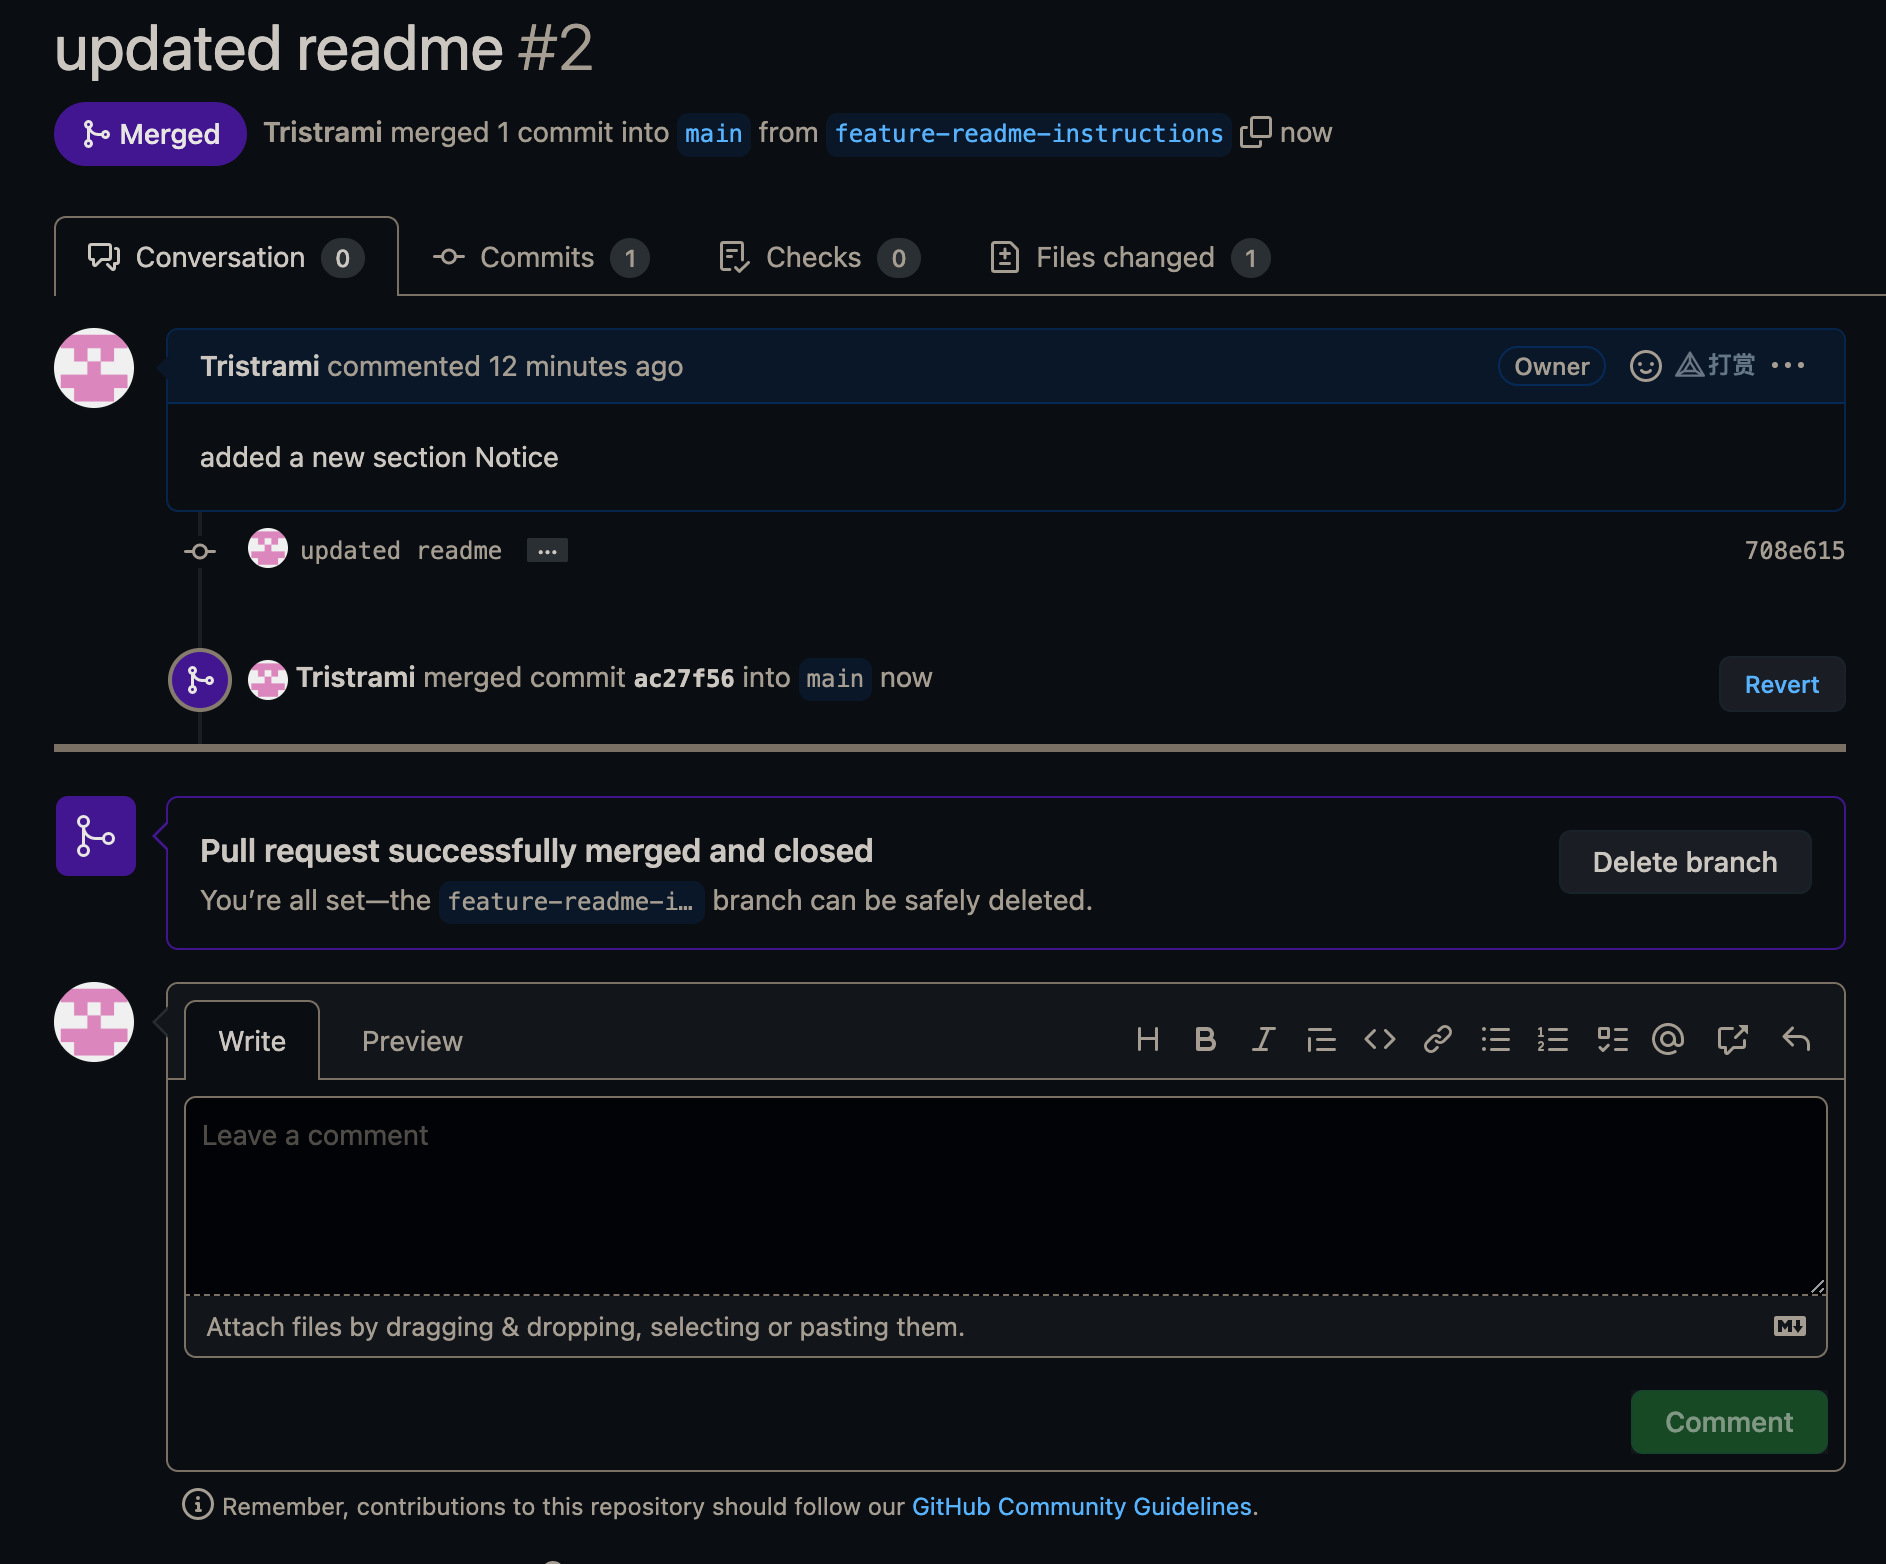 updated readme #2
Merged Tristrami merged 1 commit into main from feature-readme-instructions now
Conversation 0 Commits 1 Checks 0 Files changed 1
Tristrami commented 12 minutes ago Owner 打赏 ···
added a new section Notice
updated readme ... 708e615
Tristrami merged commit ac27f56 into main now Revert
Pull request successfully merged and closed
Delete branch
You’re all set—the feature-readme-i… branch can be safely deleted.
Write Preview
Leave a comment
Attach files by dragging & dropping, selecting or pasting them.
Comment
Remember, contributions to this repository should follow our GitHub Community Guidelines.